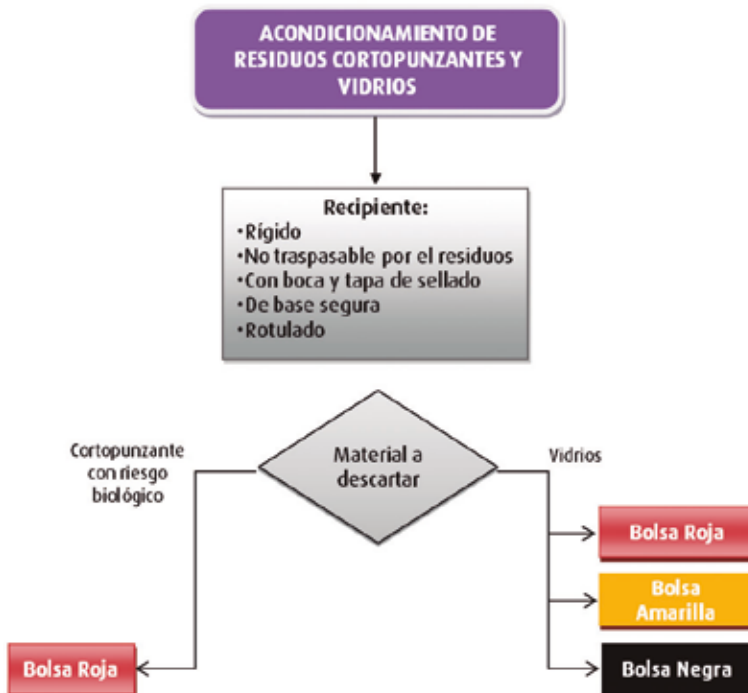 ACONDICIONAMIENTO DE
RESIDUOS CORTOPUNZANTES Y
VIDRIOS
Recipiente:
•Rígido
•No traspasable por el residuos
•Con boca y tapa de sellado
•De base segura
•Rotulado
Material a
descartar
Cortopunzante
con riesgo
biológico
Vidrios
Bolsa Roja
Bolsa
Amarilla
Bolsa Negra
Bolsa Roja